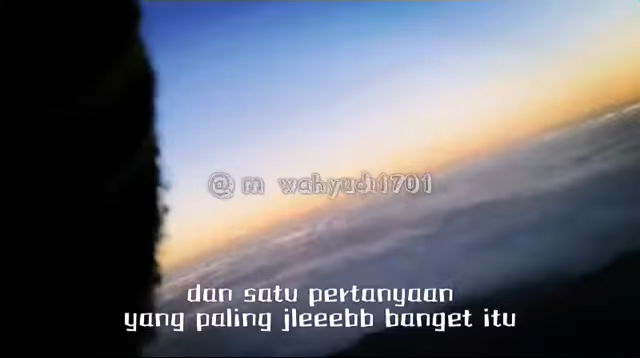 @ m wahyudi1701
dan satu pertanyaan
yang paling jleeebb banget itu